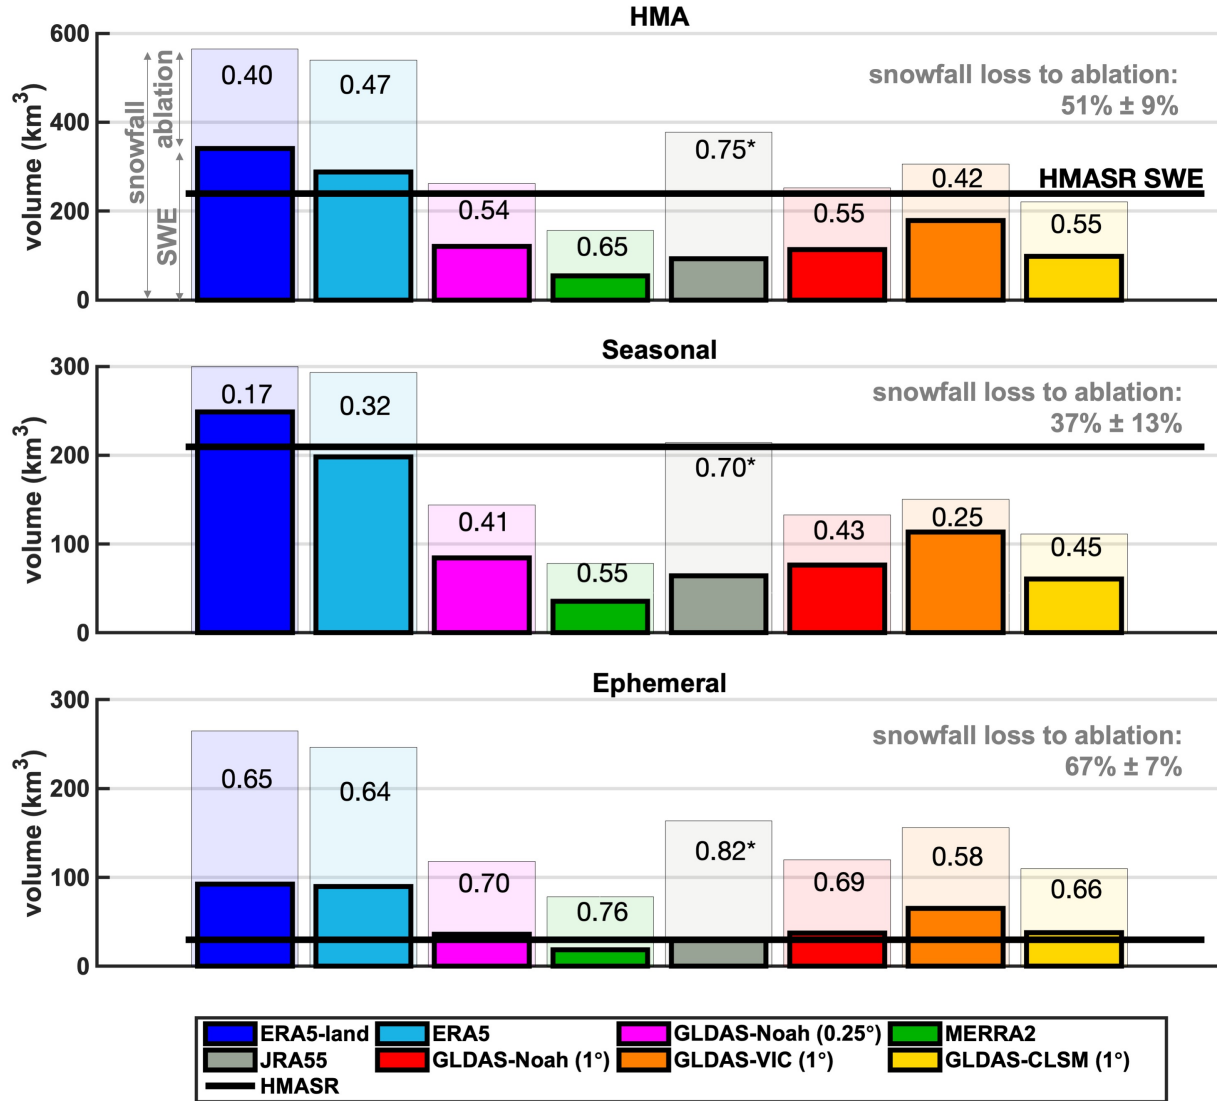 HMA
600
400
200
0
volume (km³)
snowfall
ablation
SWE
0.40
0.47
0.54
0.65
0.75*
0.55
0.42
0.55
snowfall loss to ablation:
51% ± 9%
HMASR SWE
Seasonal
300
200
100
0
volume (km³)
0.17
0.32
0.41
0.55
0.70*
0.43
0.25
0.45
snowfall loss to ablation:
37% ± 13%
Ephemeral
300
200
100
0
volume (km³)
0.65
0.64
0.70
0.76
0.82*
0.69
0.58
0.66
snowfall loss to ablation:
67% ± 7%
ERA5-land ERA5 GLDAS-Noah (0.25°) MERRA2
JRA55 GLDAS-Noah (1°) GLDAS-VIC (1°) GLDAS-CLSM (1°)
HMASR